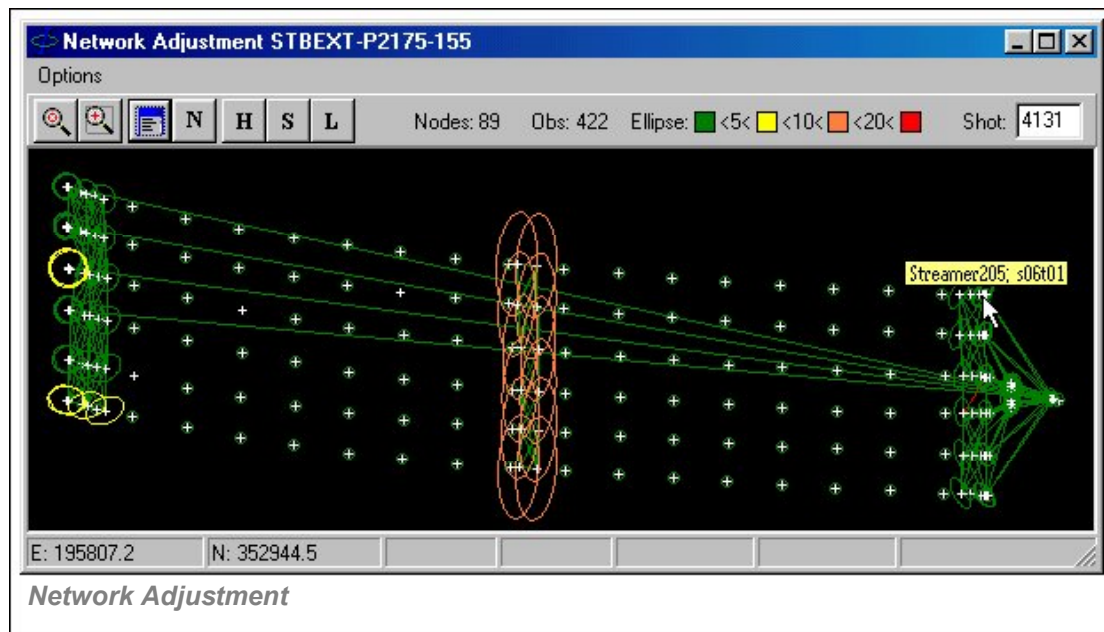 Network Adjustment STBEXT-P2175-155
Options
N H S L Nodes: 89 Obs: 422 Ellipse: <5< <10< <20< Shot: 4131
Streamer205; s06t01
E: 195807.2 N: 352944.5
Network Adjustment